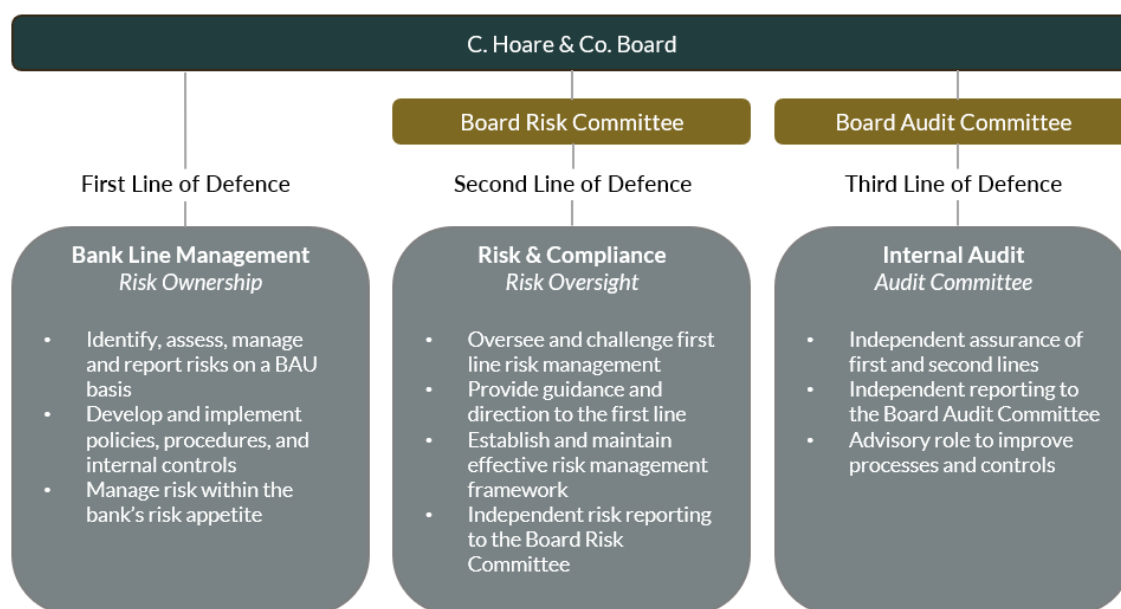 C. Hoare & Co. Board
Board Risk Committee
Board Audit Committee
First Line of Defence
Second Line of Defence
Third Line of Defence
Bank Line Management
Risk Ownership
• Identify, assess, manage
and report risks on a BAU
basis
• Develop and implement
policies, procedures, and
internal controls
• Manage risk within the
bank's risk appetite
Risk & Compliance
Risk Oversight
• Oversee and challenge first
line risk management
• Provide guidance and
direction to the first line
• Establish and maintain
effective risk management
framework
• Independent risk reporting
to the Board Risk
Committee
Internal Audit
Audit Committee
• Independent assurance of
first and second lines
• Independent reporting to
the Board Audit Committee
• Advisory role to improve
processes and controls